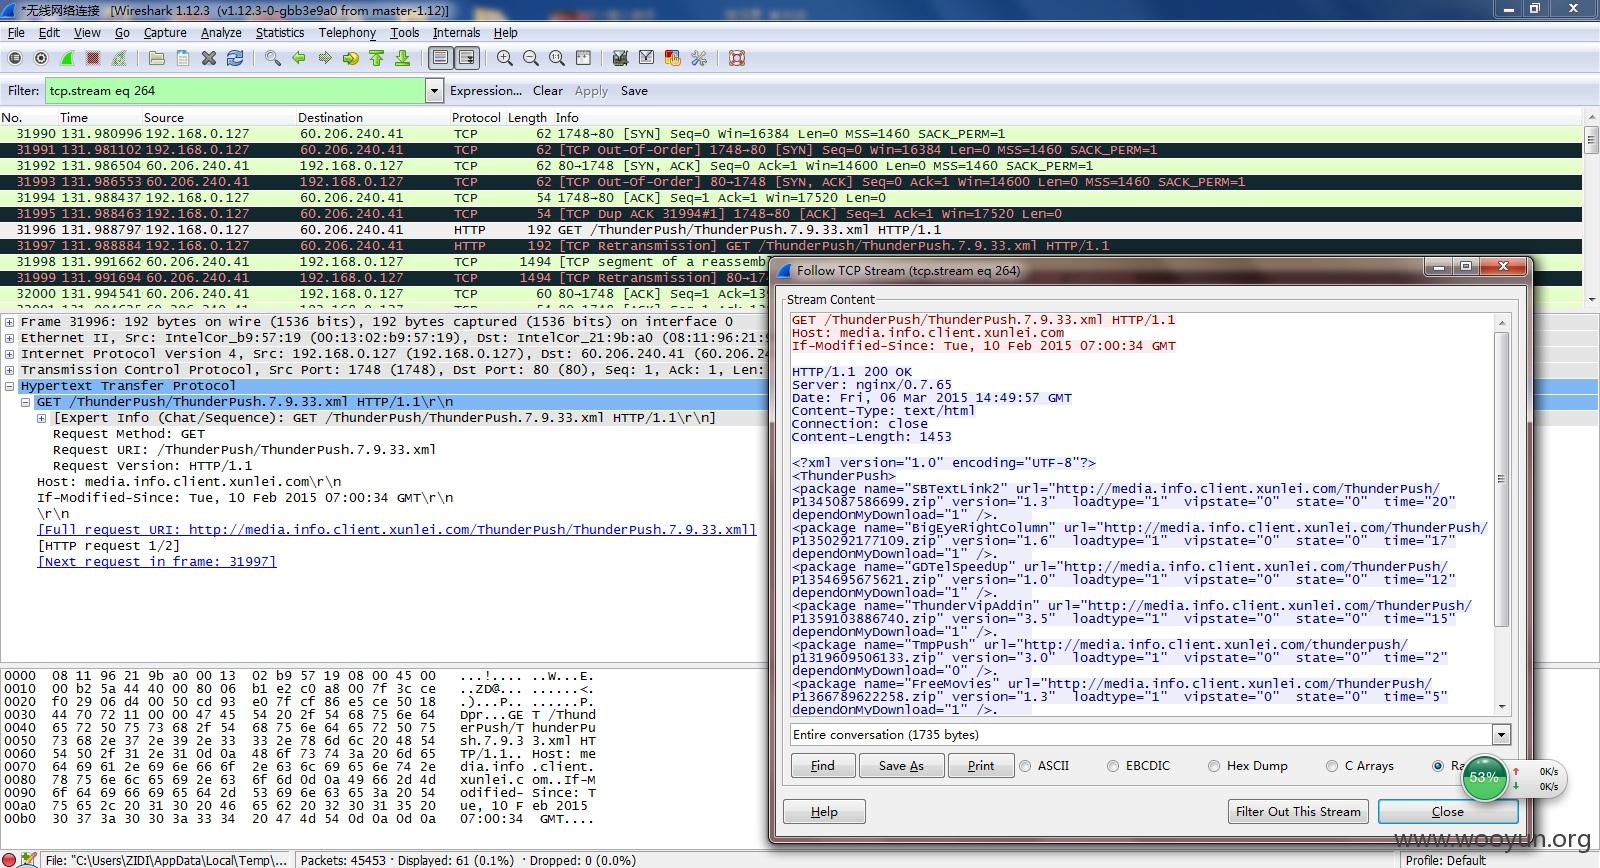 *无线网络连接 [Wireshark 1.12.3 (v1.12.3-0-gbb3e9a0 from master-1.12)]
File Edit View Go Capture Analyze Statistics Telephony Tools Internals Help
Filter: tcp.stream eq 264 Expression... Clear Apply Save
No. Time Source Destination Protocol Length Info
31990 131.980996 192.168.0.127 60.206.240.41 TCP 62 1748→80 [SYN] Seq=0 Win=16384 Len=0 MSS=1460 SACK_PERM=1
31991 131.981102 192.168.0.127 60.206.240.41 TCP 62 [TCP Out-Of-Order] 1748→80 [SYN] Seq=0 Win=16384 Len=0 MSS=1460 SACK_PERM=1
31992 131.986504 60.206.240.41 192.168.0.127 TCP 62 80→1748 [SYN, ACK] Seq=0 Ack=1 Win=14600 Len=0 MSS=1460 SACK_PERM=1
31993 131.986553 60.206.240.41 192.168.0.127 TCP 62 [TCP Out-Of-Order] 80→1748 [SYN, ACK] Seq=0 Ack=1 Win=14600 Len=0 MSS=1460 SACK_PERM=1
31994 131.988437 192.168.0.127 60.206.240.41 TCP 54 1748→80 [ACK] Seq=1 Ack=1 Win=17520 Len=0
31995 131.988463 192.168.0.127 60.206.240.41 TCP 54 [TCP Dup ACK 31994#1] 1748→80 [ACK] Seq=1 Ack=1 Win=17520 Len=0
31996 131.988797 192.168.0.127 60.206.240.41 HTTP 192 GET /ThunderPush/ThunderPush.7.9.33.xml HTTP/1.1
31997 131.988884 192.168.0.127 60.206.240.41 HTTP 192 [TCP Retransmission] GET /ThunderPush/ThunderPush.7.9.33.xml HTTP/1.1
31998 131.991662 60.206.240.41 192.168.0.127 TCP 1494 [TCP segment of a reassemb
31999 131.991694 60.206.240.41 192.168.0.127 TCP 1494 [TCP Retransmission] 80→17
32000 131.994541 60.206.240.41 192.168.0.127 TCP 60 80→1748 [ACK] Seq=1 Ack=13
Frame 31996: 192 bytes on wire (1536 bits), 192 bytes captured (1536 bits) on interface 0
Ethernet II, Src: IntelCor_b9:57:19 (00:13:02:b9:57:19), Dst: IntelCor_21:9b:a0 (08:11:96:21:9
Internet Protocol Version 4, Src: 192.168.0.127 (192.168.0.127), Dst: 60.206.240.41 (60.206.24
Transmission Control Protocol, Src Port: 1748 (1748), Dst Port: 80 (80), Seq: 1, Ack: 1, Len:
Hypertext Transfer Protocol
GET /ThunderPush/ThunderPush.7.9.33.xml HTTP/1.1\r\n
[Expert Info (Chat/Sequence): GET /ThunderPush/ThunderPush.7.9.33.xml HTTP/1.1\r\n]
Request Method: GET
Request URI: /ThunderPush/ThunderPush.7.9.33.xml
Request Version: HTTP/1.1
Host: media.info.client.xunlei.com\r\n
If-Modified-Since: Tue, 10 Feb 2015 07:00:34 GMT\r\n
\r\n
[Full request URI: http://media.info.client.xunlei.com/ThunderPush/ThunderPush.7.9.33.xml]
[HTTP request 1/2]
[Next request in frame: 31997]
0000 08 11 96 21 9b a0 00 13 02 b9 57 19 08 00 45 00 ...!.... ..W...E.
0010 00 b2 5a 44 40 00 80 06 b1 e2 c0 a8 00 7f 3c ce ..ZD@... ......<.
0020 f0 29 06 d4 00 50 cd 93 e0 7f cf 86 e5 ce 50 18 .)...P.. ......P.
0030 44 70 72 11 00 00 47 45 54 20 2f 54 68 75 6e 64 Dpr...GE T /Thund
0040 65 72 50 75 73 68 2f 54 68 75 6e 64 65 72 50 75 erPush/T hunderPu
0050 73 68 2e 37 2e 39 2e 33 33 2e 78 6d 6c 20 48 54 sh.7.9.3 3.xml HT
0060 54 50 2f 31 2e 31 0d 0a 48 6f 73 74 3a 20 6d 65 TP/1.1.. Host: me
0070 64 69 61 2e 69 6e 66 6f 2e 63 6c 69 65 6e 74 2e dia.info .client.
0080 78 75 6e 6c 65 69 2e 63 6f 6d 0d 0a 49 66 2d 4d xunlei.c om..If-M
0090 6f 64 69 66 69 65 64 2d 53 69 6e 63 65 3a 20 54 odified- Since: T
00a0 75 65 2c 20 31 30 20 46 65 62 20 32 30 31 35 20 ue, 10 F eb 2015
00b0 30 37 3a 30 30 3a 33 34 20 47 4d 54 0d 0a 0d 0a 07:00:34 GMT....
Follow TCP Stream (tcp.stream eq 264)
Stream Content
GET /ThunderPush/ThunderPush.7.9.33.xml HTTP/1.1
Host: media.info.client.xunlei.com
If-Modified-Since: Tue, 10 Feb 2015 07:00:34 GMT
HTTP/1.1 200 OK
Server: nginx/0.7.65
Date: Fri, 06 Mar 2015 14:49:57 GMT
Content-Type: text/html
Connection: close
Content-Length: 1453
<?xml version="1.0" encoding="UTF-8"?>
<ThunderPush>
<package name="SBTextLink2" url="http://media.info.client.xunlei.com/ThunderPush/
P1345087586699.zip" version="1.3" loadtype="1" vipstate="0" state="0" time="20"
dependOnMyDownload="1" />.
<package name="BigEyeRightColumn" url="http://media.info.client.xunlei.com/ThunderPush/
P1350292177109.zip" version="1.6" loadtype="1" vipstate="0" state="0" time="17"
dependOnMyDownload="1" />.
<package name="GDTelSpeedUp" url="http://media.info.client.xunlei.com/ThunderPush/
P1354695675621.zip" version="1.0" loadtype="1" vipstate="0" state="0" time="12"
dependOnMyDownload="1" />.
<package name="ThunderVipAddin" url="http://media.info.client.xunlei.com/ThunderPush/
P1359103886740.zip" version="3.5" loadtype="1" vipstate="0" state="0" time="15"
dependOnMyDownload="1" />.
<package name="TmpPush" url="http://media.info.client.xunlei.com/thunderpush/
p1319609506133.zip" version="3.0" loadtype="1" vipstate="0" state="0" time="2"
dependOnMyDownload="0" />.
<package name="FreeMovies" url="http://media.info.client.xunlei.com/ThunderPush/
P1366789622258.zip" version="1.3" loadtype="1" vipstate="0" state="0" time="5"
dependOnMyDownload="1" />.
Entire conversation (1735 bytes)
Find Save As Print ASCII EBCDIC Hex Dump C Arrays Ra
53% 0K/s
0K/s
Help Filter Out This Stream Close
www.wooyun.org
File: "C:\Users\ZIDI\AppData\Local\Temp\... Packets: 45453 · Displayed: 61 (0.1%) · Dropped: 0 (0.0%) Profile: Default